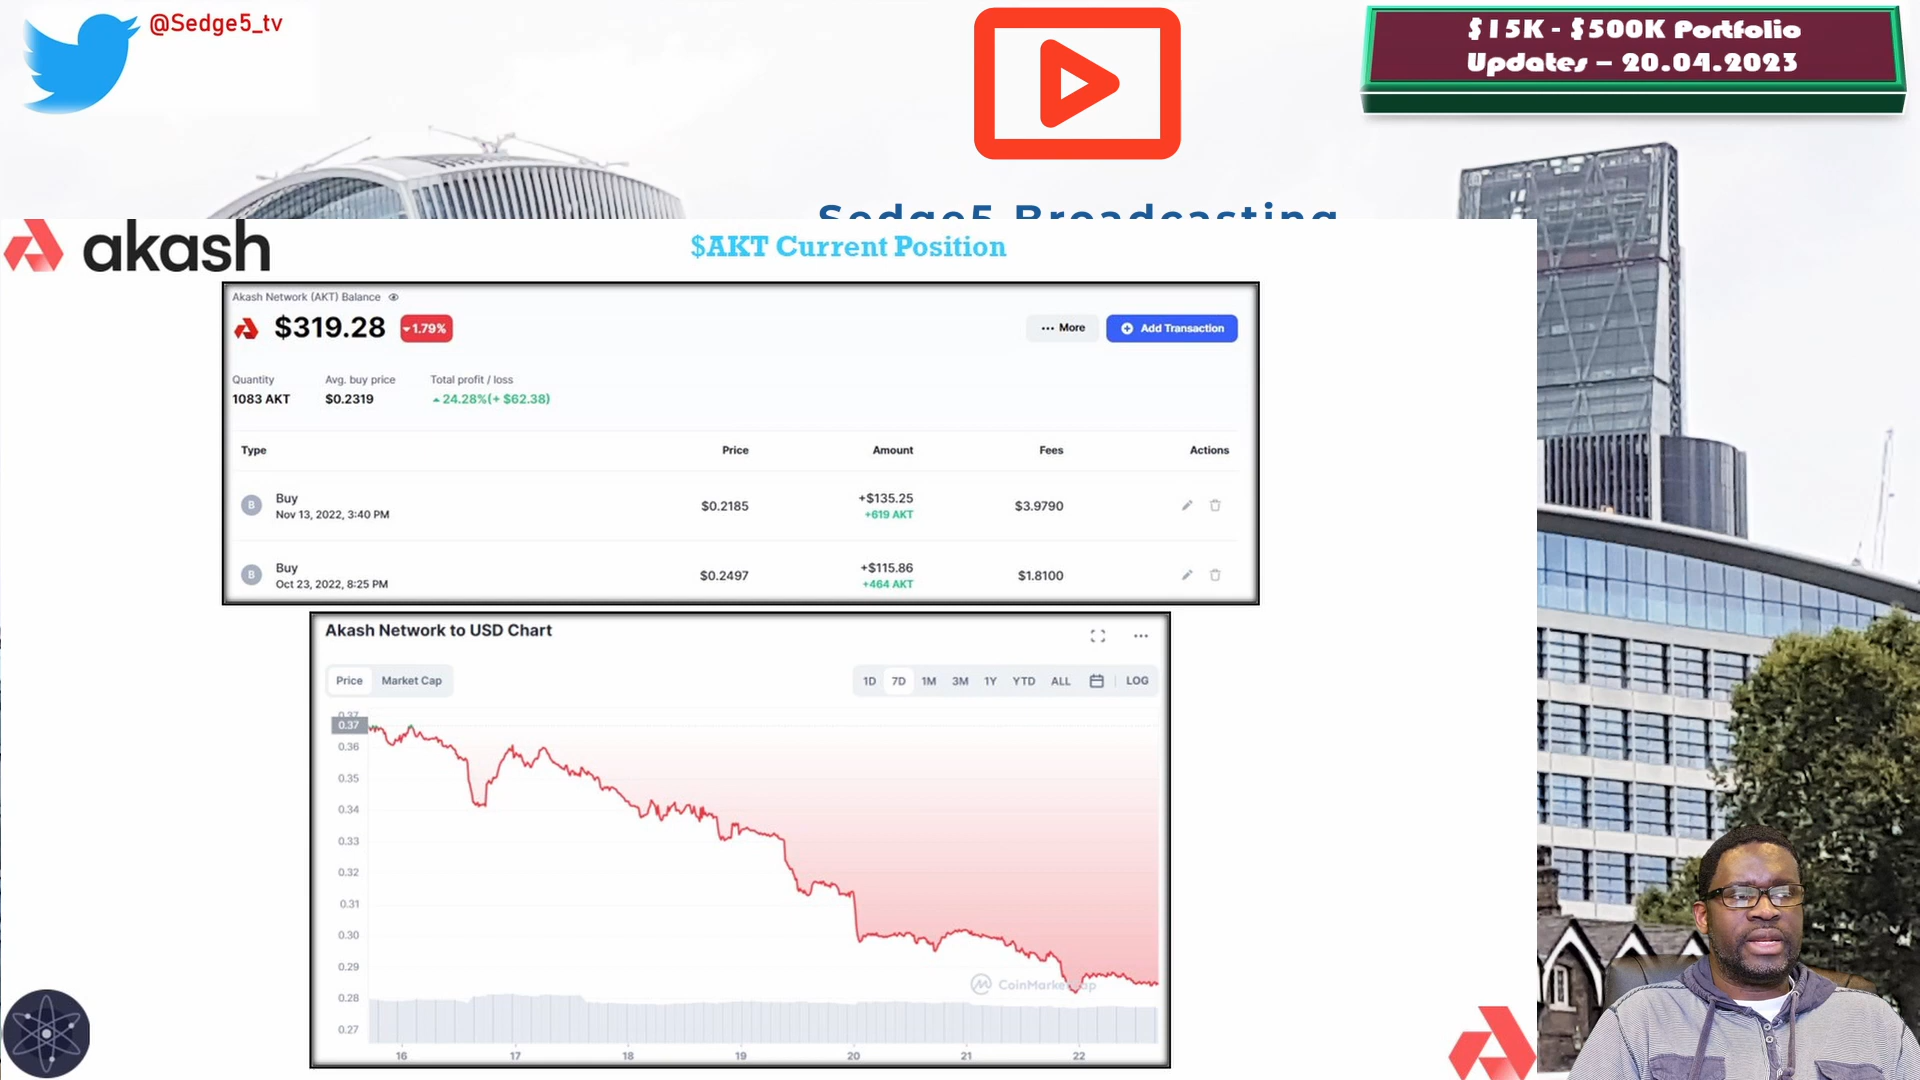 @Sedge5_tv
$15K - $500K Portfolio
Updates – 20.04.2023
Sedge5 Broadcasting
akash
$AKT Current Position
Akash Network (AKT) Balance
$319.28
1.79%
More
Add Transaction
Quantity
Avg. buy price
Total profit / loss
1083 AKT
$0.2319
24.28%(+ $62.38)
Type
Price
Amount
Fees
Actions
B
Buy
Nov 13, 2022, 3:40 PM
$0.2185
+$135.25
+619 AKT
$3.9790
B
Buy
Oct 23, 2022, 8:25 PM
$0.2497
+$115.86
+464 AKT
$1.8100
Akash Network to USD Chart
Price
Market Cap
1D
7D
1M
3M
1Y
YTD
ALL
LOG
0.37
0.37
0.36
0.35
0.34
0.33
0.32
0.31
0.30
0.29
0.28
0.27
CoinMarketCap
16
17
18
19
20
21
22